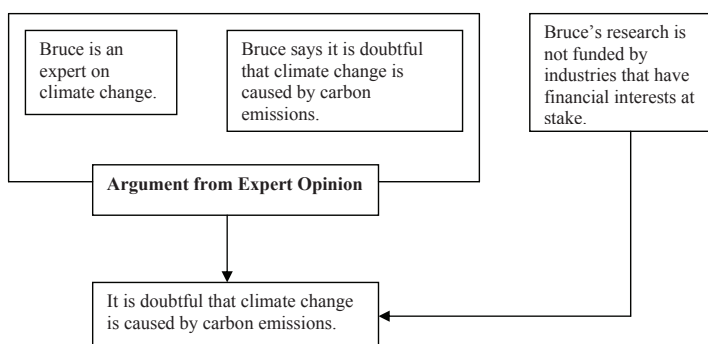 Bruce is an
expert on
climate change.
Bruce says it is doubtful
that climate change is
caused by carbon
emissions.
Bruce’s research is
not funded by
industries that have
financial interests at
stake.
Argument from Expert Opinion
It is doubtful that climate change
is caused by carbon emissions.